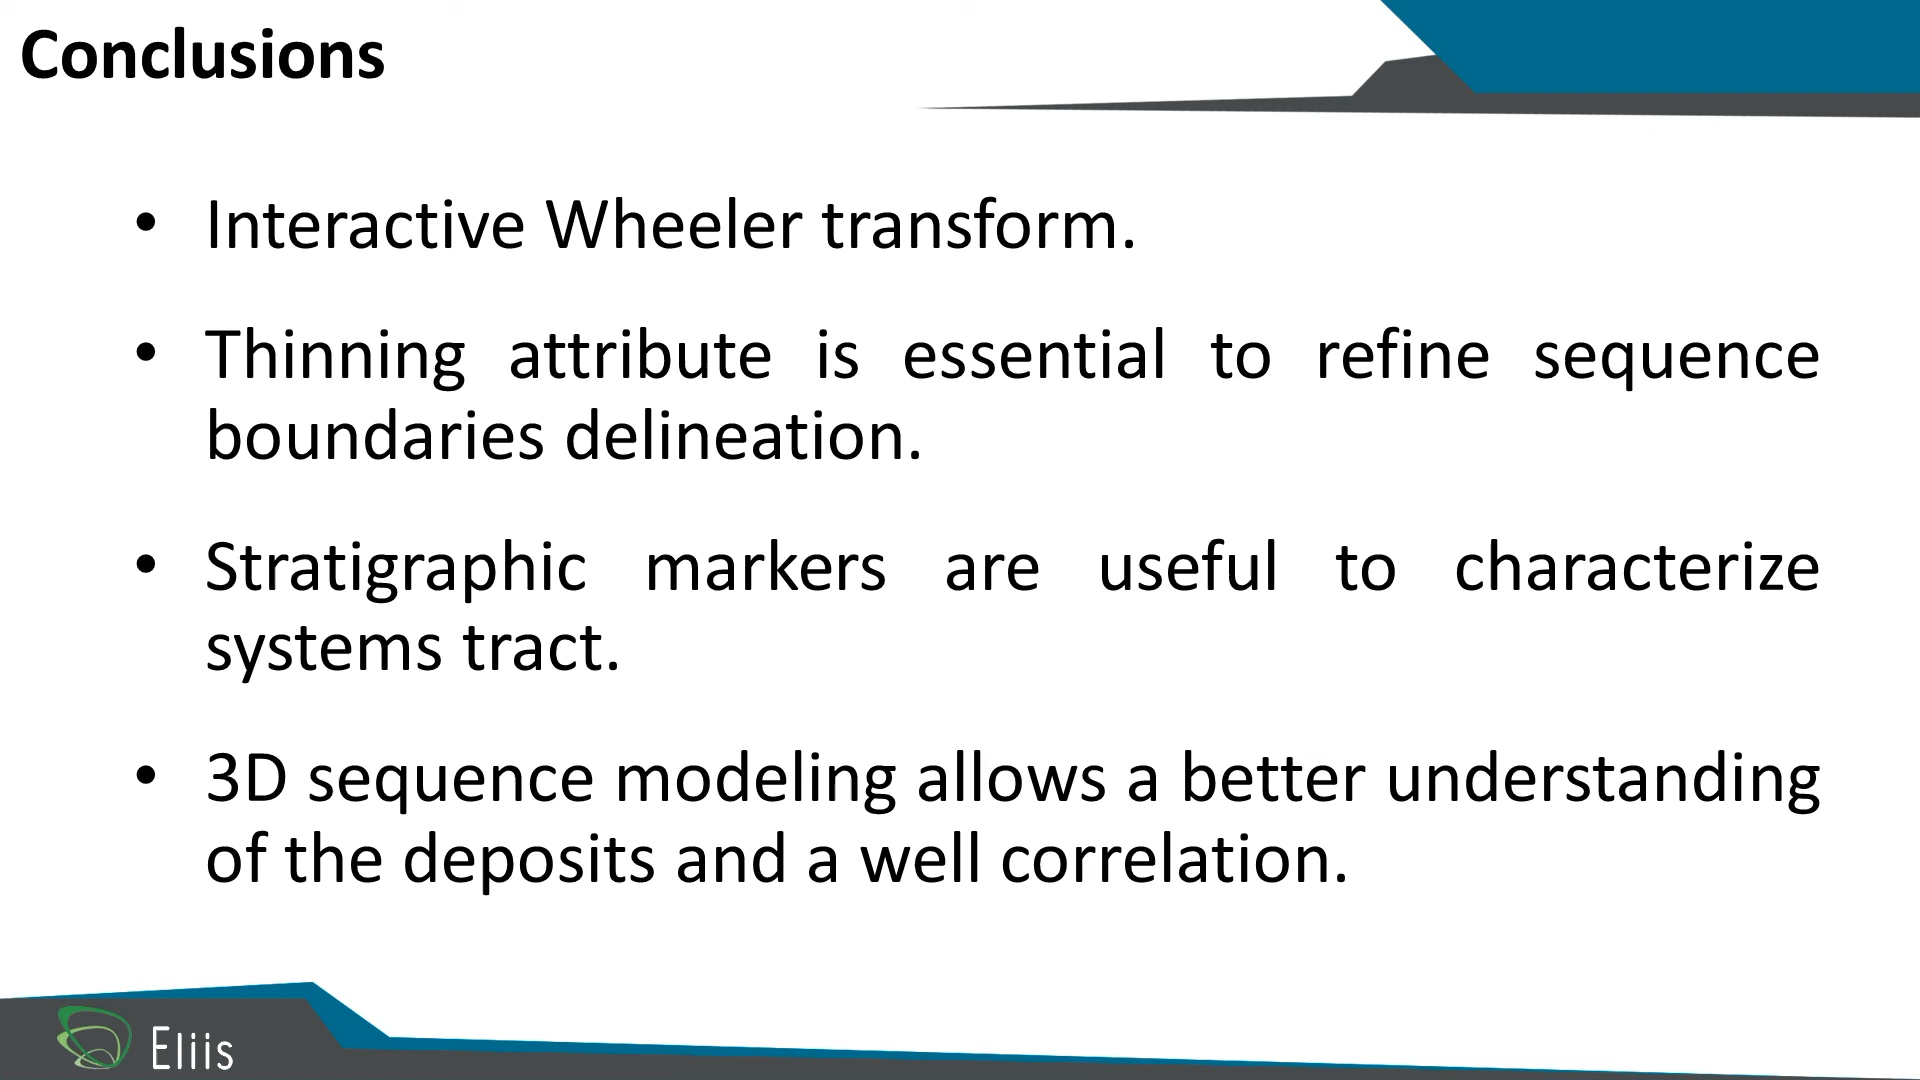 Conclusions
• Interactive Wheeler transform.
• Thinning attribute is essential to refine sequence
boundaries delineation.
• Stratigraphic markers are useful to characterize
systems tract.
• 3D sequence modeling allows a better understanding
of the deposits and a well correlation.
Eliis